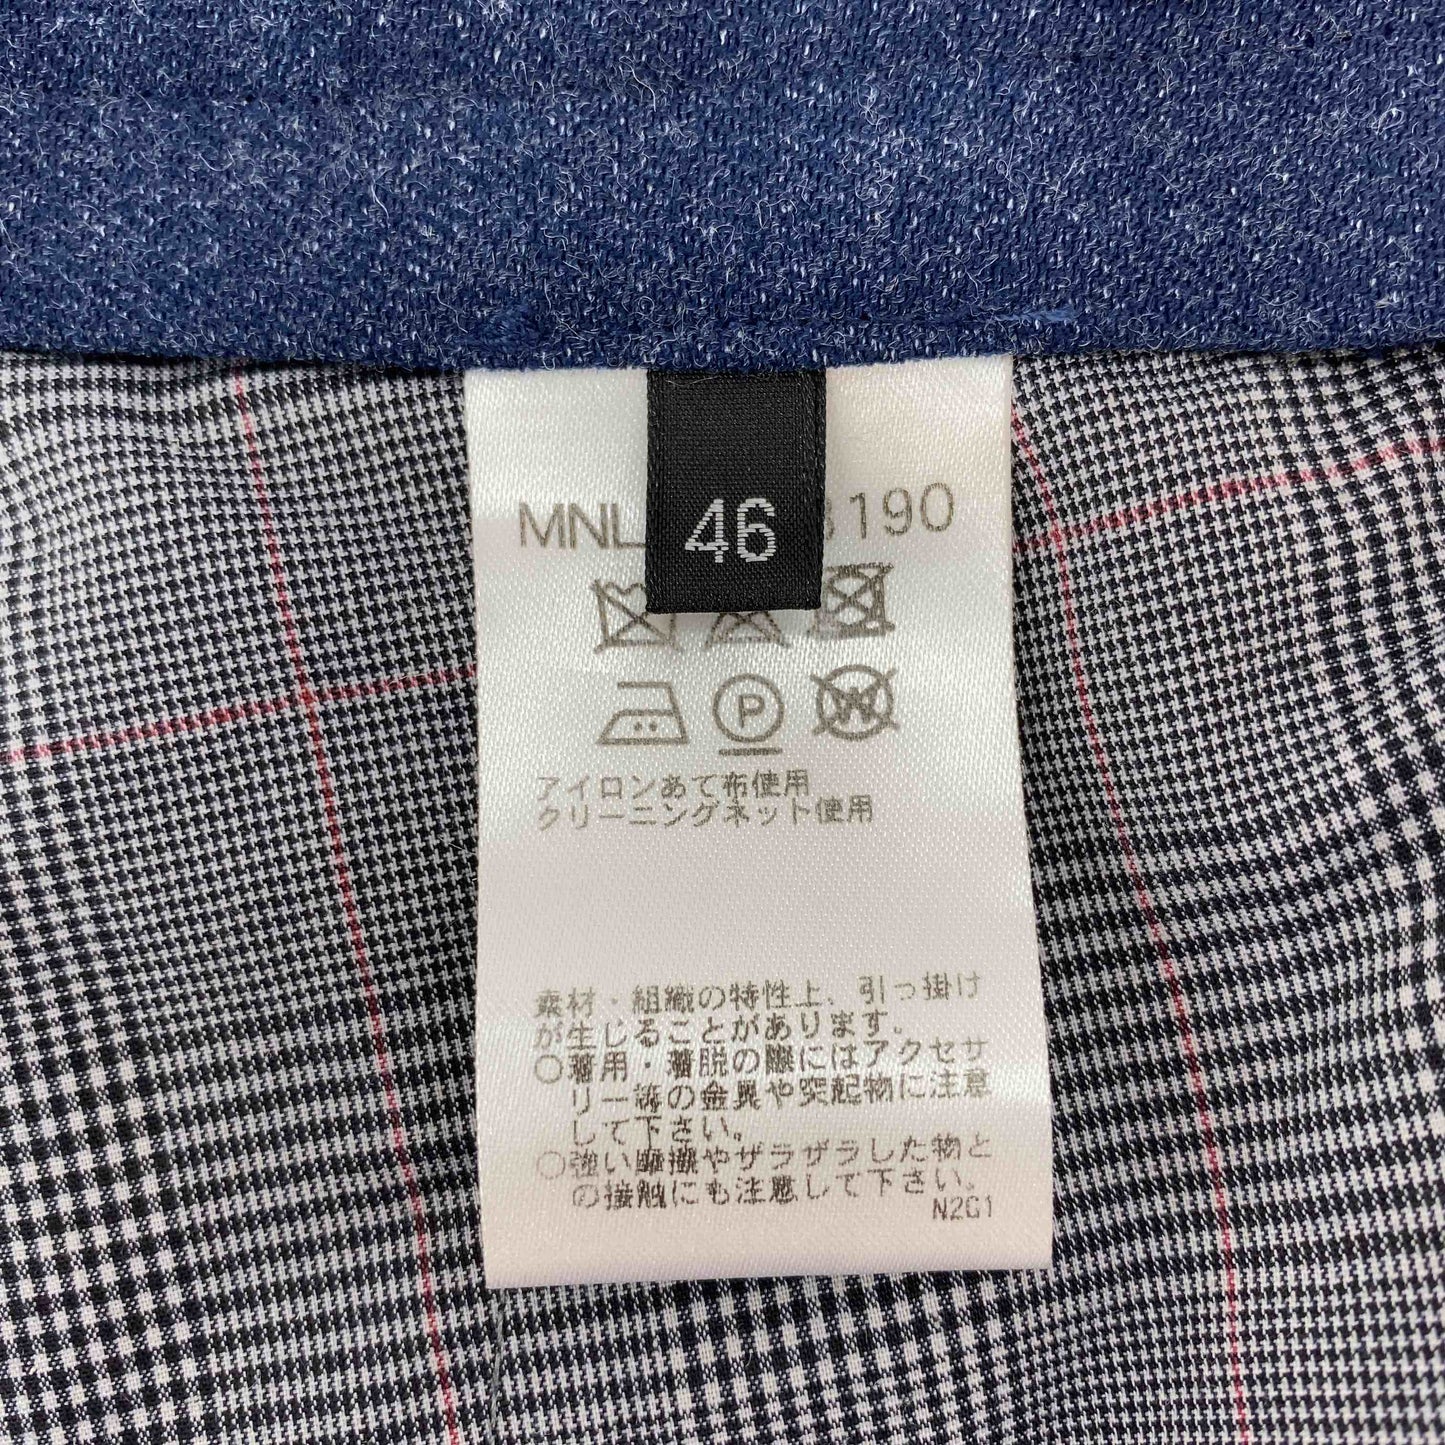 46
MNL 3190
P
W
アイロンあて布使用
クリーニングネット使用
素材・組織の特性上、引っ掛け
が生じることがあります。
○着用・着脱の際にはアクセサ
リー等の金具や突起物に注意
して下さい。
○強い摩擦やザラザラした物と
の接触にも注意して下さい。
N2G1